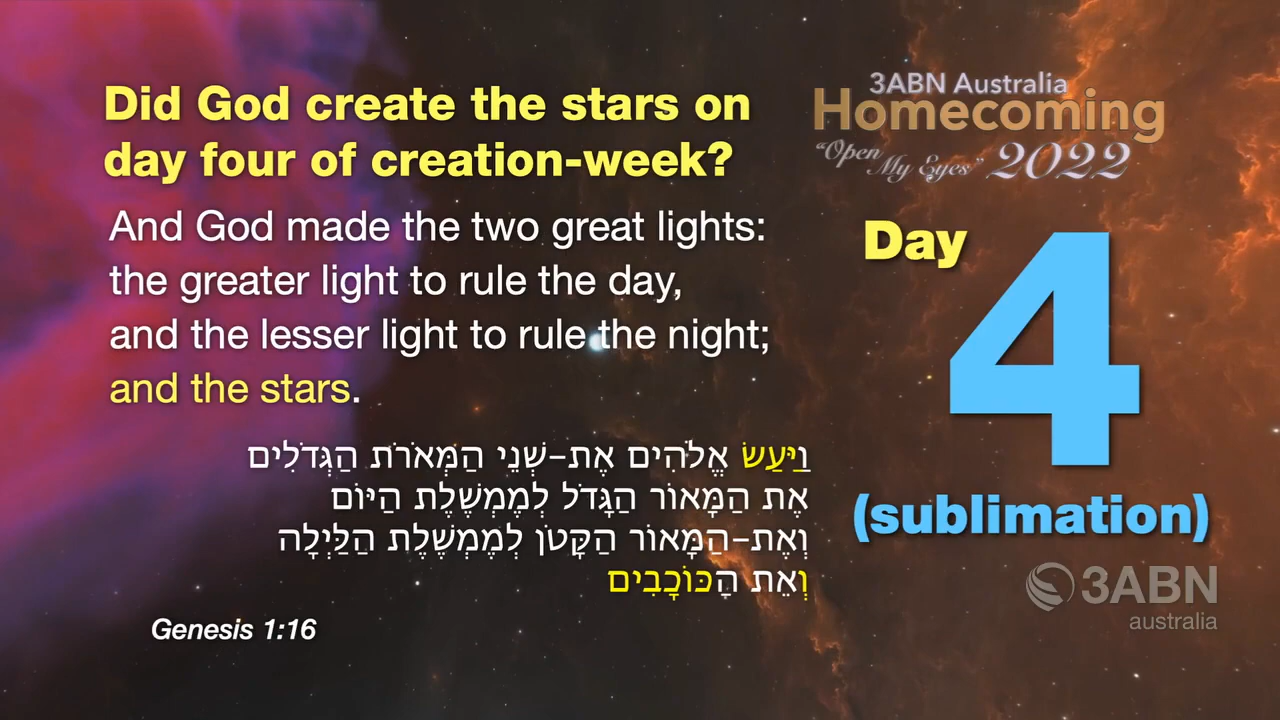 Did God create the stars on
day four of creation-week?
And God made the two great lights:
the greater light to rule the day,
and the lesser light to rule the night;
and the stars.
וַיַּעַשׂ אֱלֹהִים אֶת–שְׁנֵי הַמְּאֹרֹת הַגְּדֹלִים
אֶת הַמָּאוֹר הַגָּדֹל לְמֶמְשֶׁלֶת הַיּוֹם
וְאֶת–הַמָּאוֹר הַקָּטֹן לְמֶמְשֶׁלֶת הַלַּיְלָה
וְאֵת הָכּוֹכָבִים
Genesis 1:16
3ABN Australia
Homecoming
“Open My Eyes” 2022
Day 4
(sublimation)
3ABN
australia